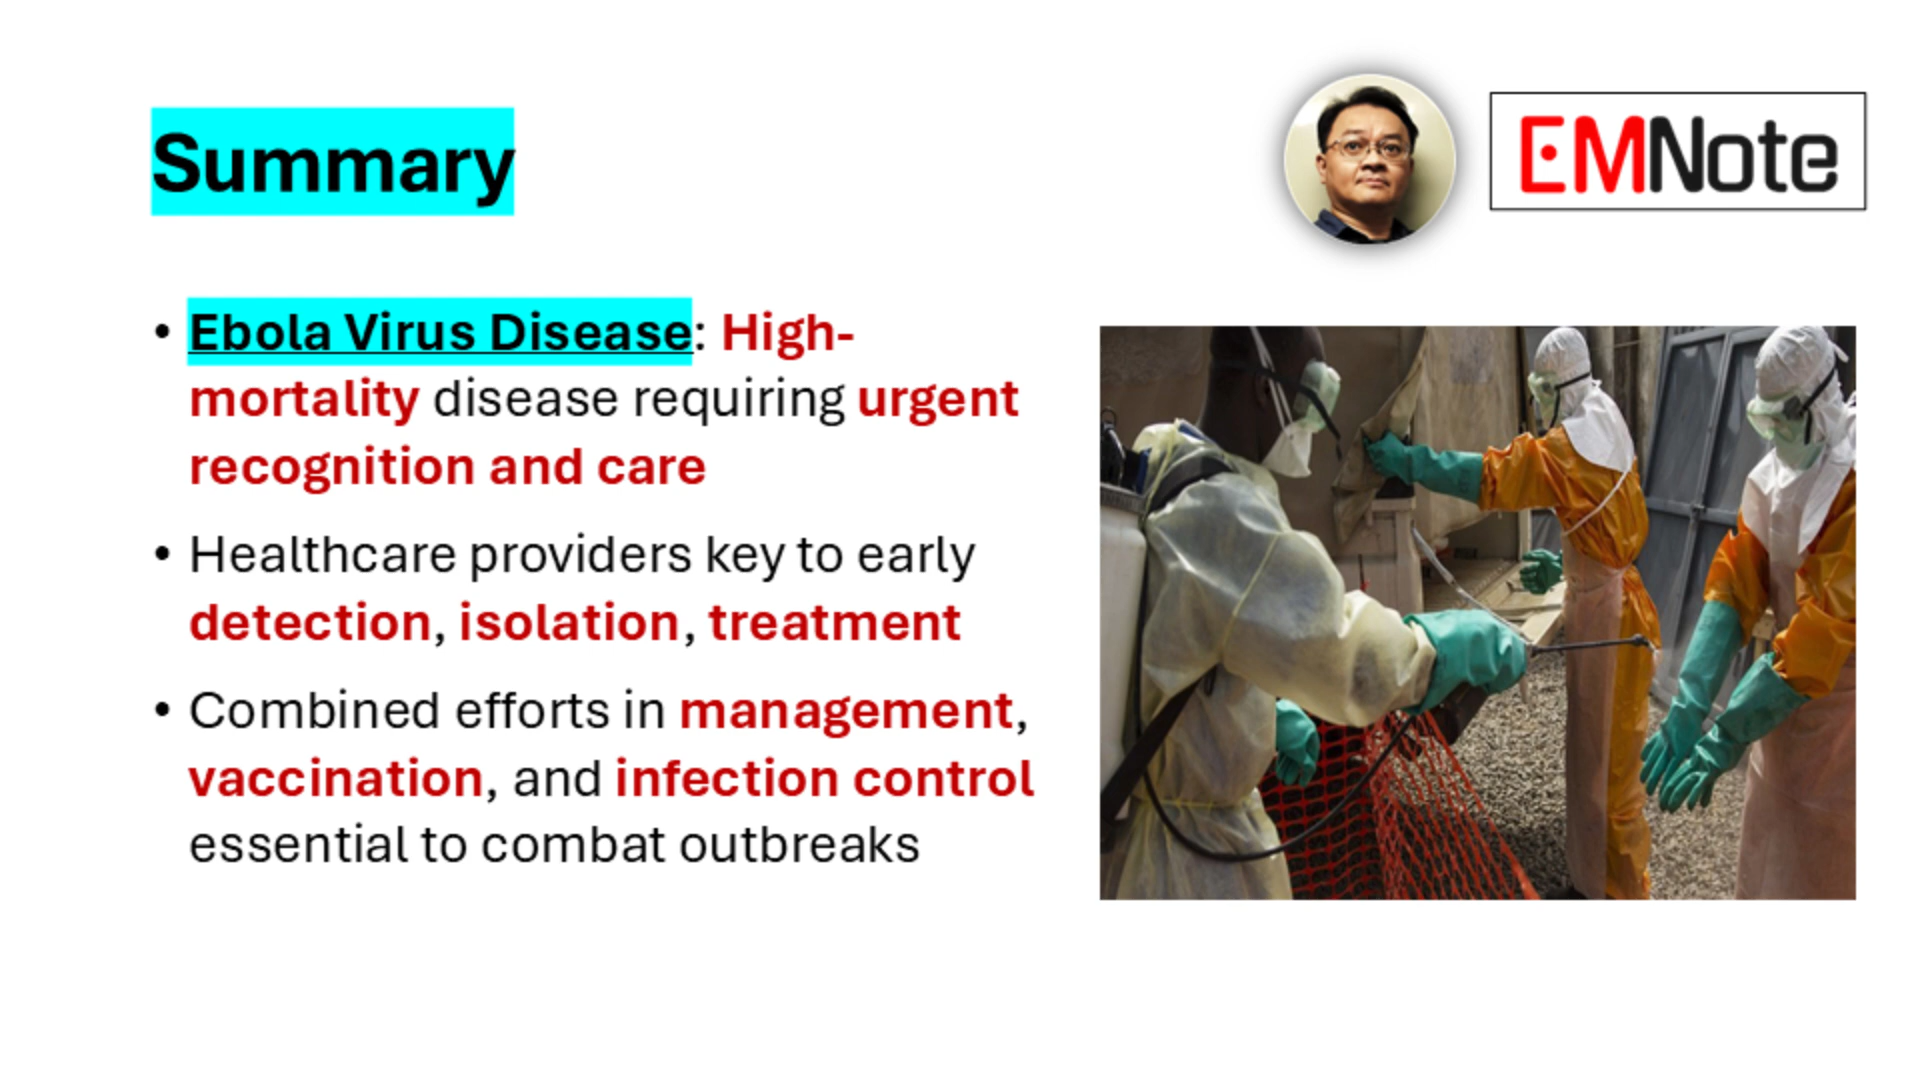 Summary
EMNote
• Ebola Virus Disease: High-
mortality disease requiring urgent
recognition and care
• Healthcare providers key to early
detection, isolation, treatment
• Combined efforts in management,
vaccination, and infection control
essential to combat outbreaks